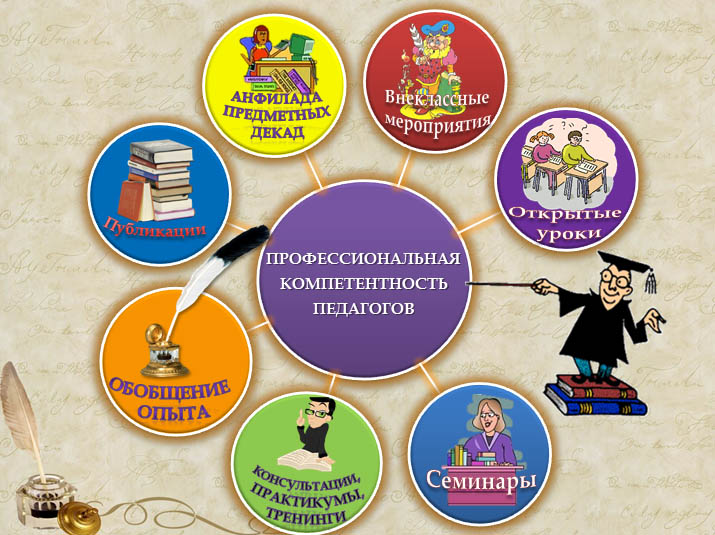 АНФИЛАДА
ПРЕДМЕТНЫХ
ДЕКАД
Внеклассные
мероприятия
Публикации
Открытые
уроки
ПРОФЕССИОНАЛЬНАЯ
КОМПЕТЕНТНОСТЬ
ПЕДАГОГОВ
ОБОБЩЕНИЕ
ОПЫТА
КОНСУЛЬТАЦИИ,
ПРАКТИКУМЫ,
ТРЕНИНГИ
Семинары